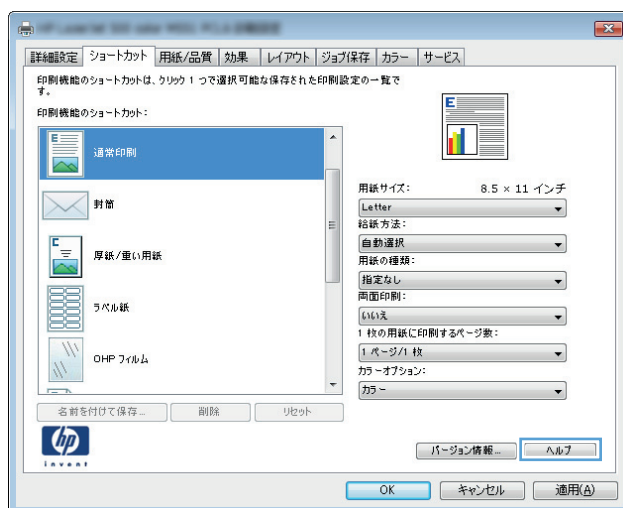 詳細設定 ショートカット 用紙/品質 効果 レイアウト ジョブ保存 カラー サービス
印刷機能のショートカットは、クリック 1 つで選択可能な保存された印刷設定の一覧で
す。
印刷機能のショートカット:
通常印刷
封筒
厚紙/重い用紙
ラベル紙
OHP フィルム
E
用紙サイズ: 8.5 × 11 インチ
Letter
給紙方法:
自動選択
用紙の種類:
指定なし
両面印刷:
いいえ
1 枚の用紙に印刷するページ数:
1 ページ/1 枚
カラーオプション:
カラー
名前を付けて保存... 削除 リセット
hp
invent
バージョン情報... ヘルプ
OK キャンセル 適用(A)